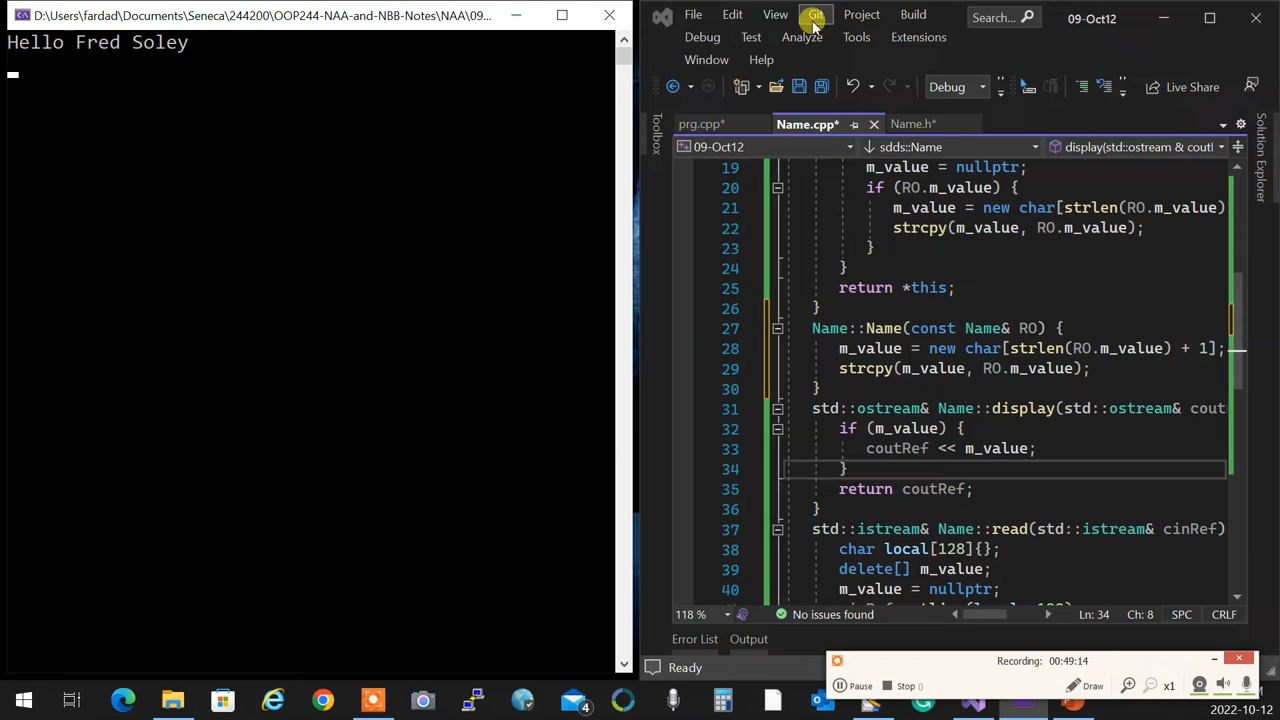 C:\Users\fardad\Documents\Seneca\244200\OOP244-NAA-and-NBB-Notes\NAA\09...
Hello Fred Soley
File Edit View Git Project Build Search... 09-Oct12
Debug Test Analyze Tools Extensions
Window Help
Debug Live Share
Toolbox
Solution Explorer
prg.cpp* Name.cpp* Name.h*
09-Oct12 sdds::Name display(std::ostream & coutl
19 m_value = nullptr;
20 if (RO.m_value) {
21 m_value = new char[strlen(RO.m_value)
22 strcpy(m_value, RO.m_value);
23 }
24 }
25 return *this;
26 }
27 Name::Name(const Name& RO) {
28 m_value = new char[strlen(RO.m_value) + 1];
29 strcpy(m_value, RO.m_value);
30 }
31 std::ostream& Name::display(std::ostream& cout
32 if (m_value) {
33 coutRef << m_value;
34 }
35 return coutRef;
36 }
37 std::istream& Name::read(std::istream& cinRef)
38 char local[128]{};
39 delete[] m_value;
40 m_value = nullptr;
118 % No issues found Ln: 34 Ch: 8 SPC CRLF
Error List Output
Ready
Recording: 00:49:14
Pause Stop () Draw x1
4
2022-10-12